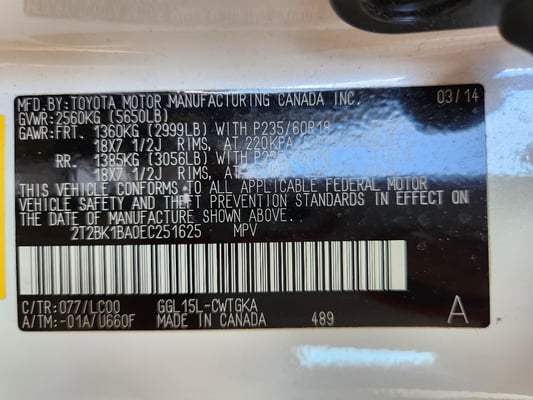 MFD.BY:TOYOTA MOTOR MANUFACTURING CANADA INC. 03/14
GVWR:2560KG (5650LB)
GAWR:FRT. 1360KG (2999LB) WITH P235/60R18
18X7 1/2J RIMS, AT 220KPA
RR. 1385KG (3056LB) WITH
18X7 1/2J RIMS, AT
THIS VEHICLE CONFORMS TO ALL APPLICABLE FEDERAL MOTOR
VEHICLE SAFETY AND THEFT PREVENTION STANDARDS IN EFFECT ON
THE DATE OF MANUFACTURE SHOWN ABOVE.
2T2BK1BA0EC251625 MPV
C/TR:077/LC00 GGL15L-CWTGKA
A/TM:-01A/U660F MADE IN CANADA 489 A